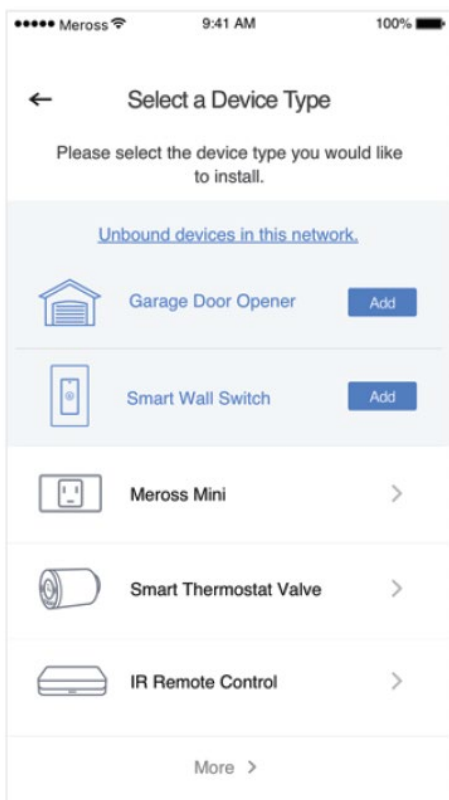 Meross 9:41 AM 100%
Select a Device Type
Please select the device type you would like
to install.
Unbound devices in this network.
Garage Door Opener Add
Smart Wall Switch Add
Meross Mini
Smart Thermostat Valve
IR Remote Control
More